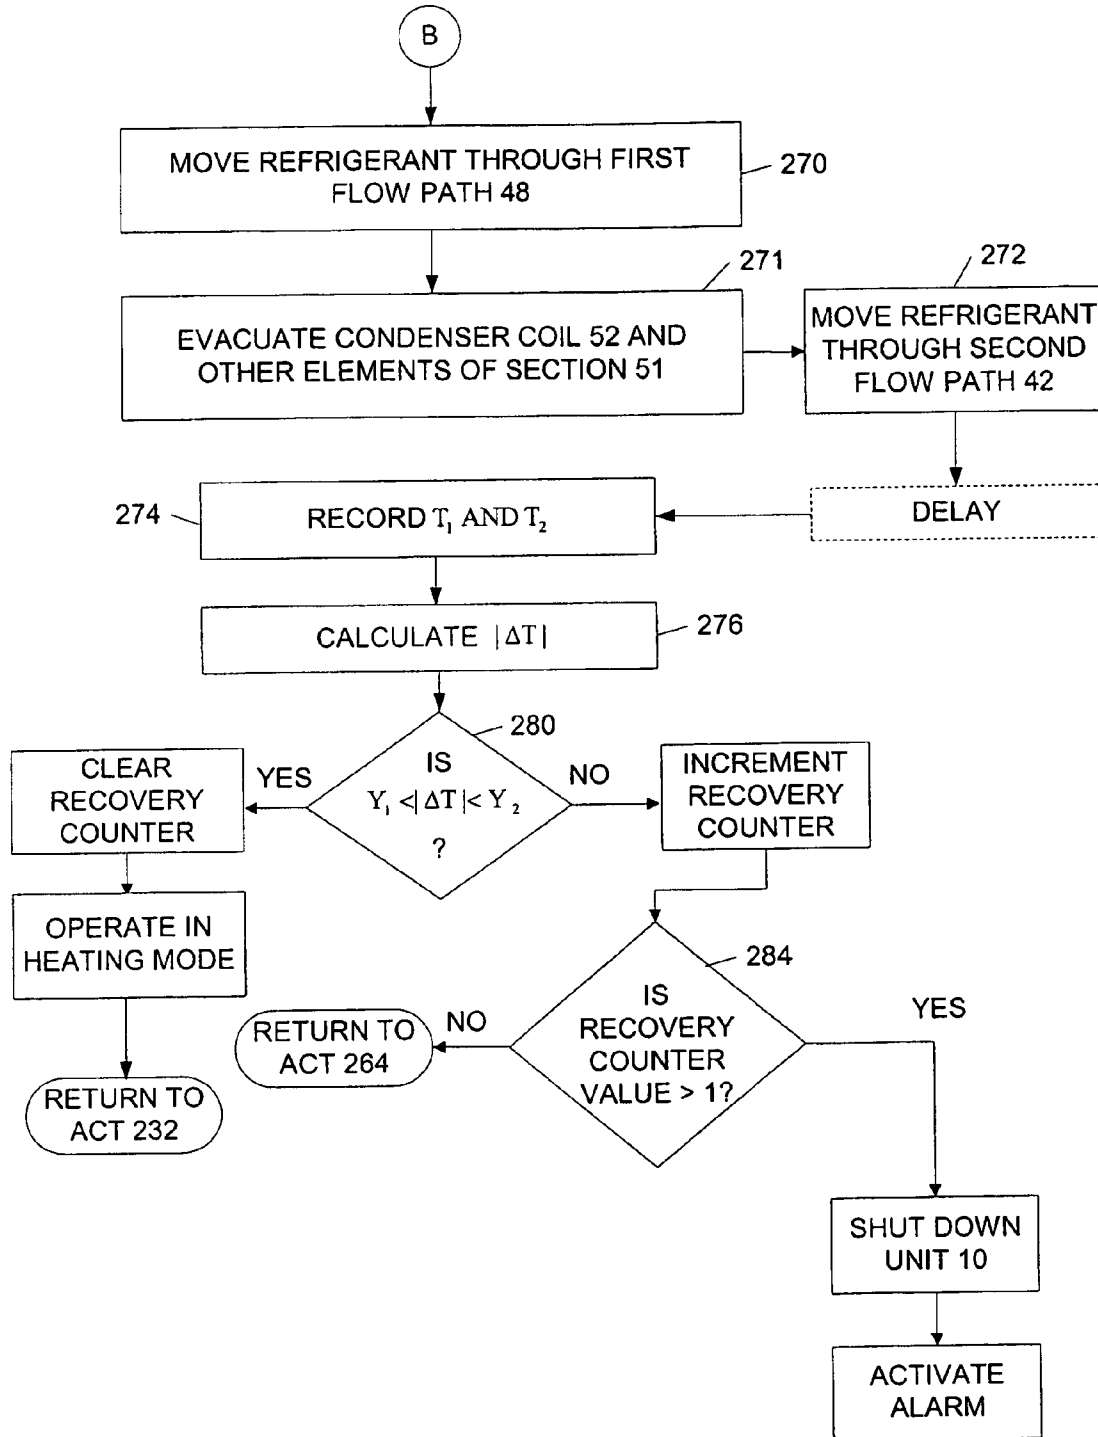 B
MOVE REFRIGERANT THROUGH FIRST
FLOW PATH 48
270
271
EVACUATE CONDENSER COIL 52 AND
OTHER ELEMENTS OF SECTION 51
272
MOVE REFRIGERANT
THROUGH SECOND
FLOW PATH 42
DELAY
274
RECORD T₁ AND T₂
CALCULATE |ΔT|
276
280
IS
Y₁ <|ΔT|< Y₂
?
YES
NO
CLEAR
RECOVERY
COUNTER
INCREMENT
RECOVERY
COUNTER
OPERATE IN
HEATING MODE
RETURN TO
ACT 232
284
IS
RECOVERY
COUNTER
VALUE > 1?
NO
YES
RETURN TO
ACT 264
SHUT DOWN
UNIT 10
ACTIVATE
ALARM